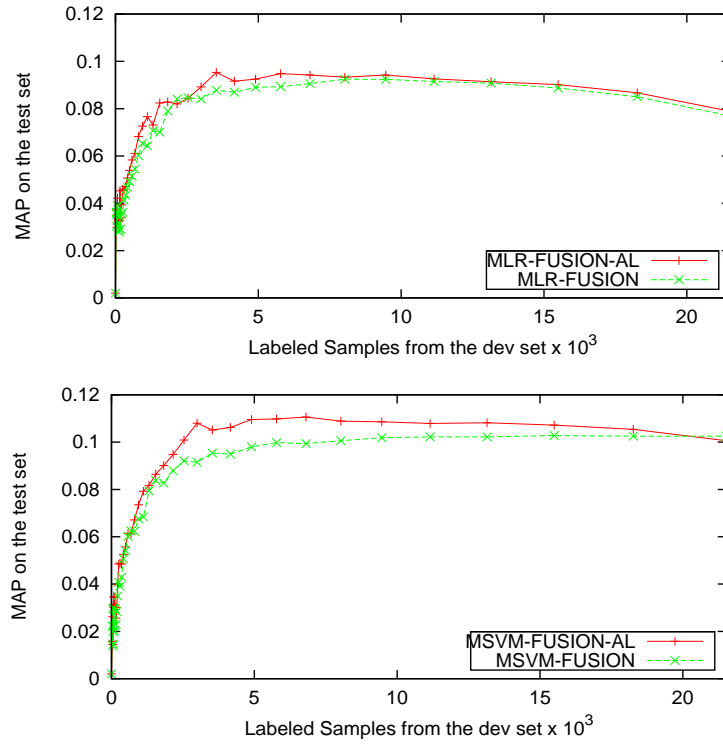 0.12
0.1
0.08
0.06
0.04
0.02
0
MAP on the test set
MLR-FUSION-AL
MLR-FUSION
0 5 10 15 20
Labeled Samples from the dev set x 10^3
0.12
0.1
0.08
0.06
0.04
0.02
0
MAP on the test set
MSVM-FUSION-AL
MSVM-FUSION
0 5 10 15 20
Labeled Samples from the dev set x 10^3